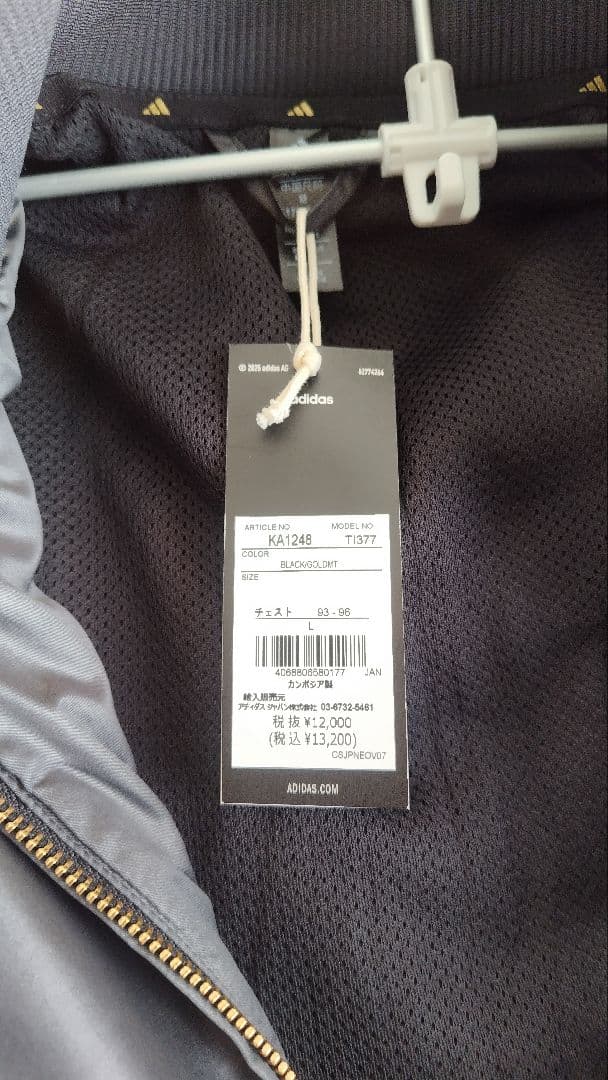 © 2025 adidas AG
adidas
ARTICLE NO
MODEL NO
KA1248
TI377
COLOR
BLACK/GOLDMT
SIZE
チェスト 93 - 96
L
4068806580177 JAN
カンボジア製
輸入販売元
アディダス ジャパン株式会社 03-6732-5461
税抜 ¥12,000
(税込 ¥13,200)
CSJPNEOV07
ADIDAS.COM